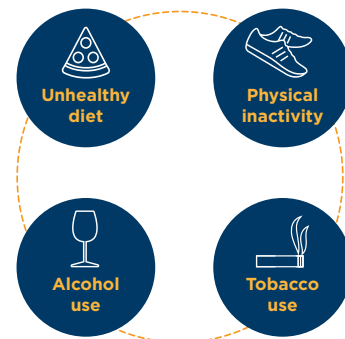 Unhealthy
diet
Physical
inactivity
Alcohol
use
Tobacco
use